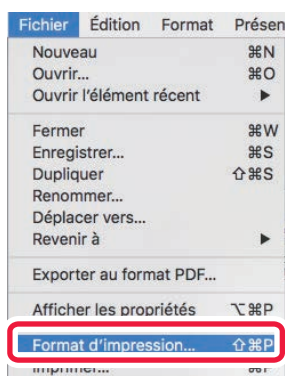 Fichier Édition Format Présen
Nouveau ⌘N
Ouvrir... ⌘O
Ouvrir l'élément récent ▶
Fermer ⌘W
Enregistrer... ⌘S
Dupliquer ⇧⌘S
Renommer...
Déplacer vers...
Revenir à ▶
Exporter au format PDF...
Afficher les propriétés ⌥⌘P
Format d'impression... ⇧⌘P
Imprimer... ⌘P